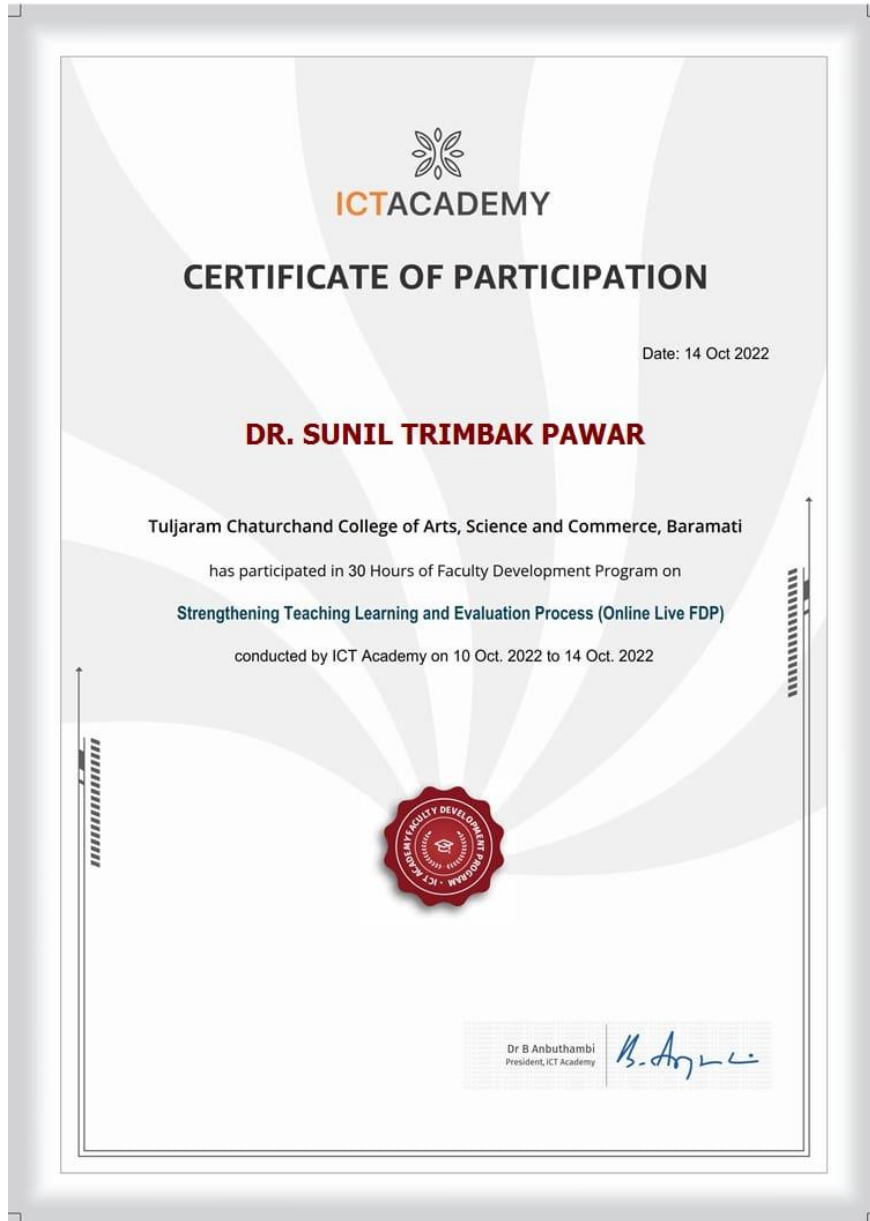 ICTACADEMY
CERTIFICATE OF PARTICIPATION
Date: 14 Oct 2022
DR. SUNIL TRIMBAK PAWAR
Tuljaram Chaturchand College of Arts, Science and Commerce, Baramati
has participated in 30 Hours of Faculty Development Program on
Strengthening Teaching Learning and Evaluation Process (Online Live FDP)
conducted by ICT Academy on 10 Oct. 2022 to 14 Oct. 2022
ICT ACADEMY FACULTY DEVELOPMENT PROGRAM
Dr B Anbuthambi
President, ICT Academy